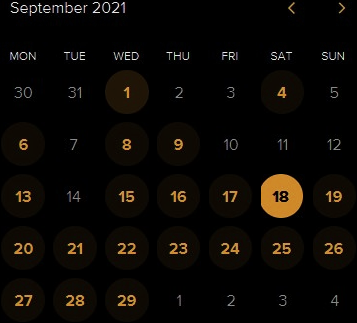 September 2021
MON TUE WED THU FRI SAT SUN
30 31 1 2 3 4 5
6 7 8 9 10 11 12
13 14 15 16 17 18 19
20 21 22 23 24 25 26
27 28 29 1 2 3 4